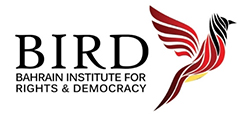 BIRD
BAHRAIN INSTITUTE FOR
RIGHTS & DEMOCRACY